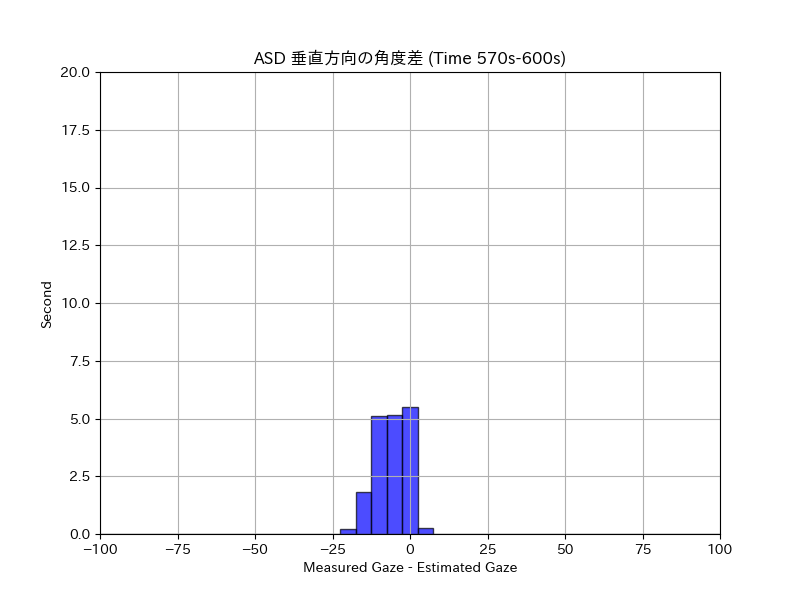 ASD 垂直方向の角度差 (Time 570s-600s)
20.0
17.5
15.0
12.5
10.0
7.5
5.0
2.5
0.0
Second
−100 −75 −50 −25 0 25 50 75 100
Measured Gaze - Estimated Gaze